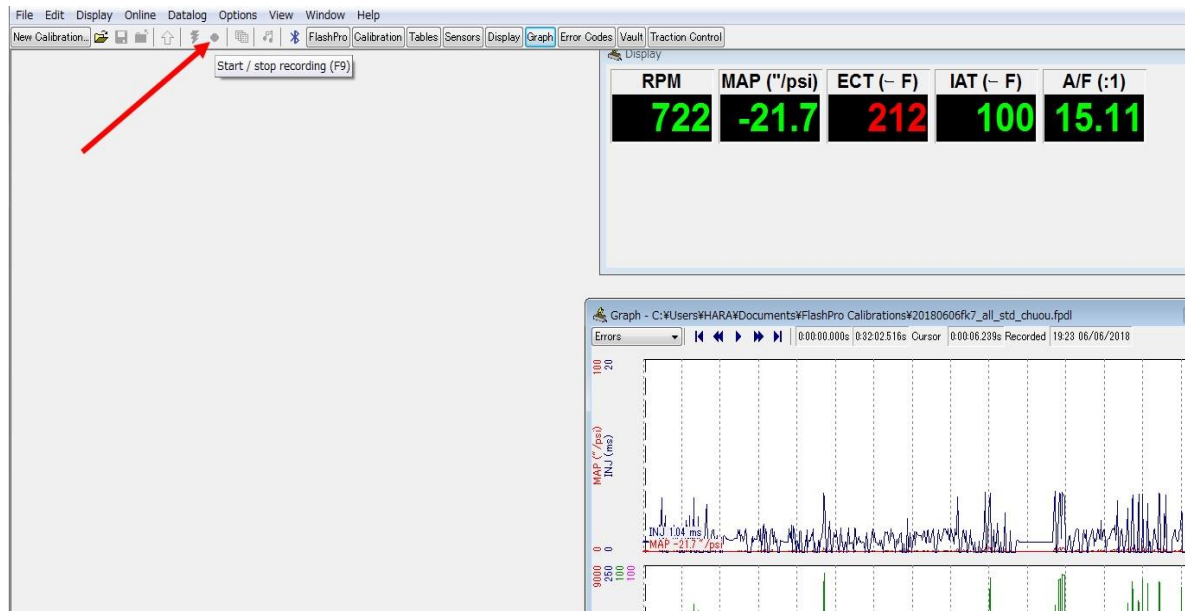 File Edit Display Online Datalog Options View Window Help
New Calibration... FlashPro Calibration Tables Sensors Display Graph Error Codes Vault Traction Control
Start / stop recording (F9)
Display
RPM MAP ("/psi) ECT (– F) IAT (– F) A/F (:1)
722 -21.7 212 100 15.11
Graph - C:¥Users¥HARA¥Documents¥FlashPro Calibrations¥20180606fk7_all_std_chuou.fpdl
Errors 0:00:00.000s 0:32:02.516s Cursor 0:00:06.239s Recorded 19:23 06/06/2018
100 20
MAP ("/psi)
INJ (ms)
INJ 1.04 ms
MAP -21.7 "/psi
0 0
9000 250 100 100